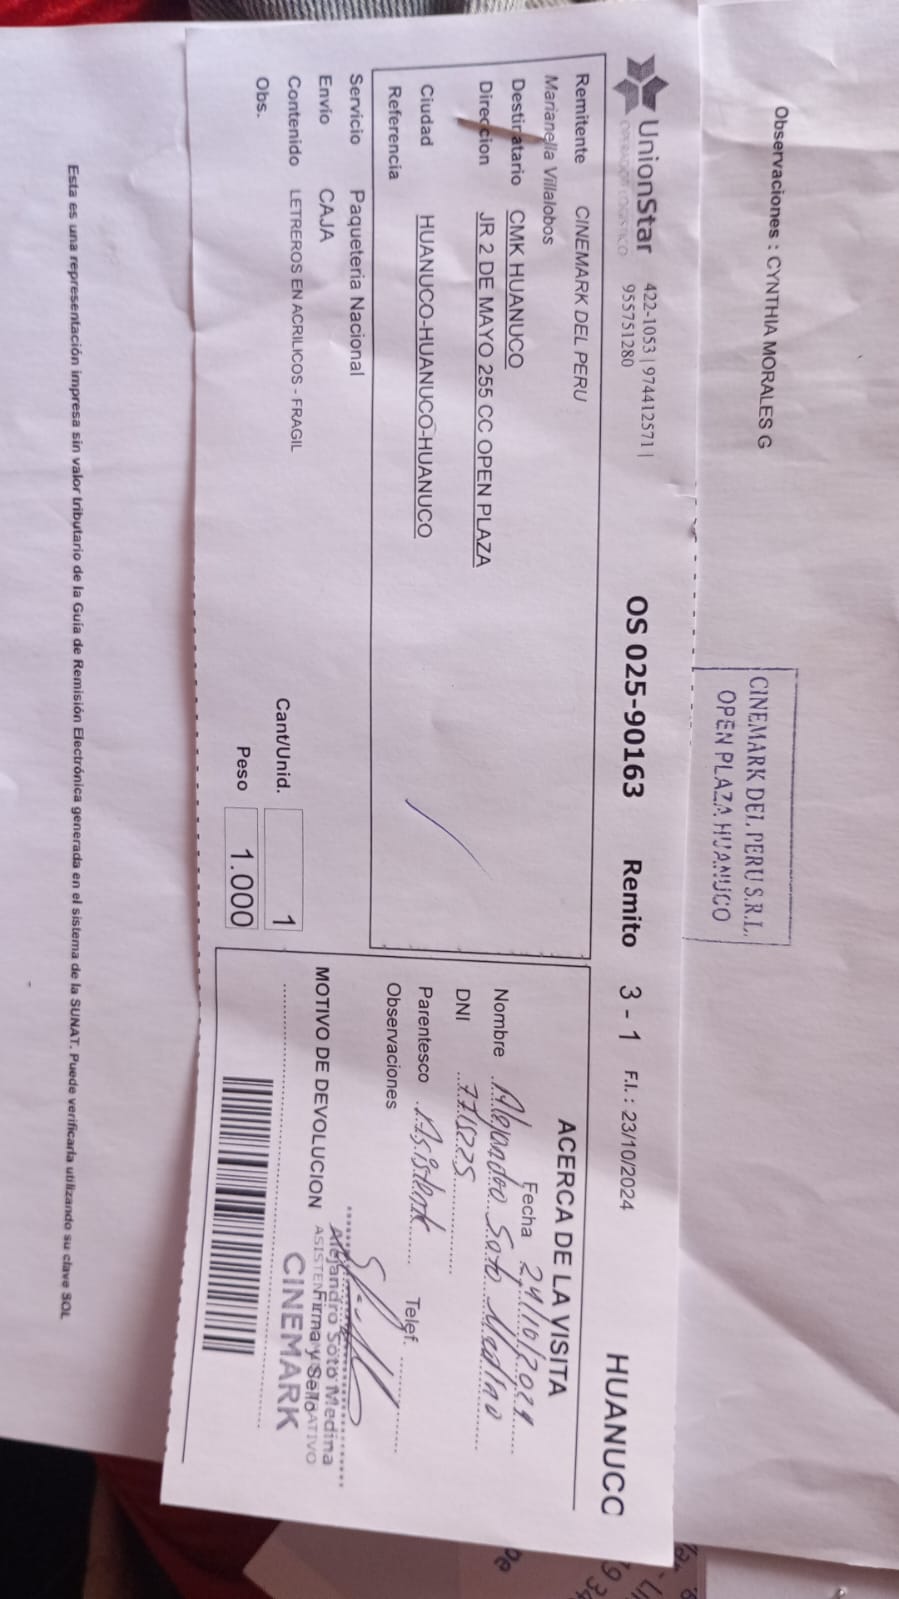 Observaciones : CYNTHIA MORALES G
CINEMARK DEL PERU S.R.L.
OPEN PLAZA HUANUCO
UnionStar
OPERADOR LOGISTICO
422-1053 | 974412571 |
955751280
OS 025-90163 Remito 3 - 1 F.I. : 23/10/2024 HUANUCC
Remitente CINEMARK DEL PERU
Marianella Villalobos
Destinatario CMK HUANUCO
Direccion JR 2 DE MAYO 255 CC OPEN PLAZA
Ciudad HUANUCO-HUANUCO-HUANUCO
Referencia
Servicio Paqueteria Nacional
Envio CAJA
Contenido LETREROS EN ACRILICOS - FRAGIL
Obs.
Cant/Unid. 1
Peso 1.000
ACERCA DE LA VISITA
Fecha 24/10/2024
Nombre Alejandro Soto Medina
DNI
Parentesco Asistente
Telef.
Observaciones
MOTIVO DE DEVOLUCION
Alejandro Soto Medina
Firma y Sello
CINEMARK
Esta es una representación impresa sin valor tributario de la Guía de Remisión Electrónica generada en el sistema de la SUNAT. Puede verificarla utilizando su clave SOL